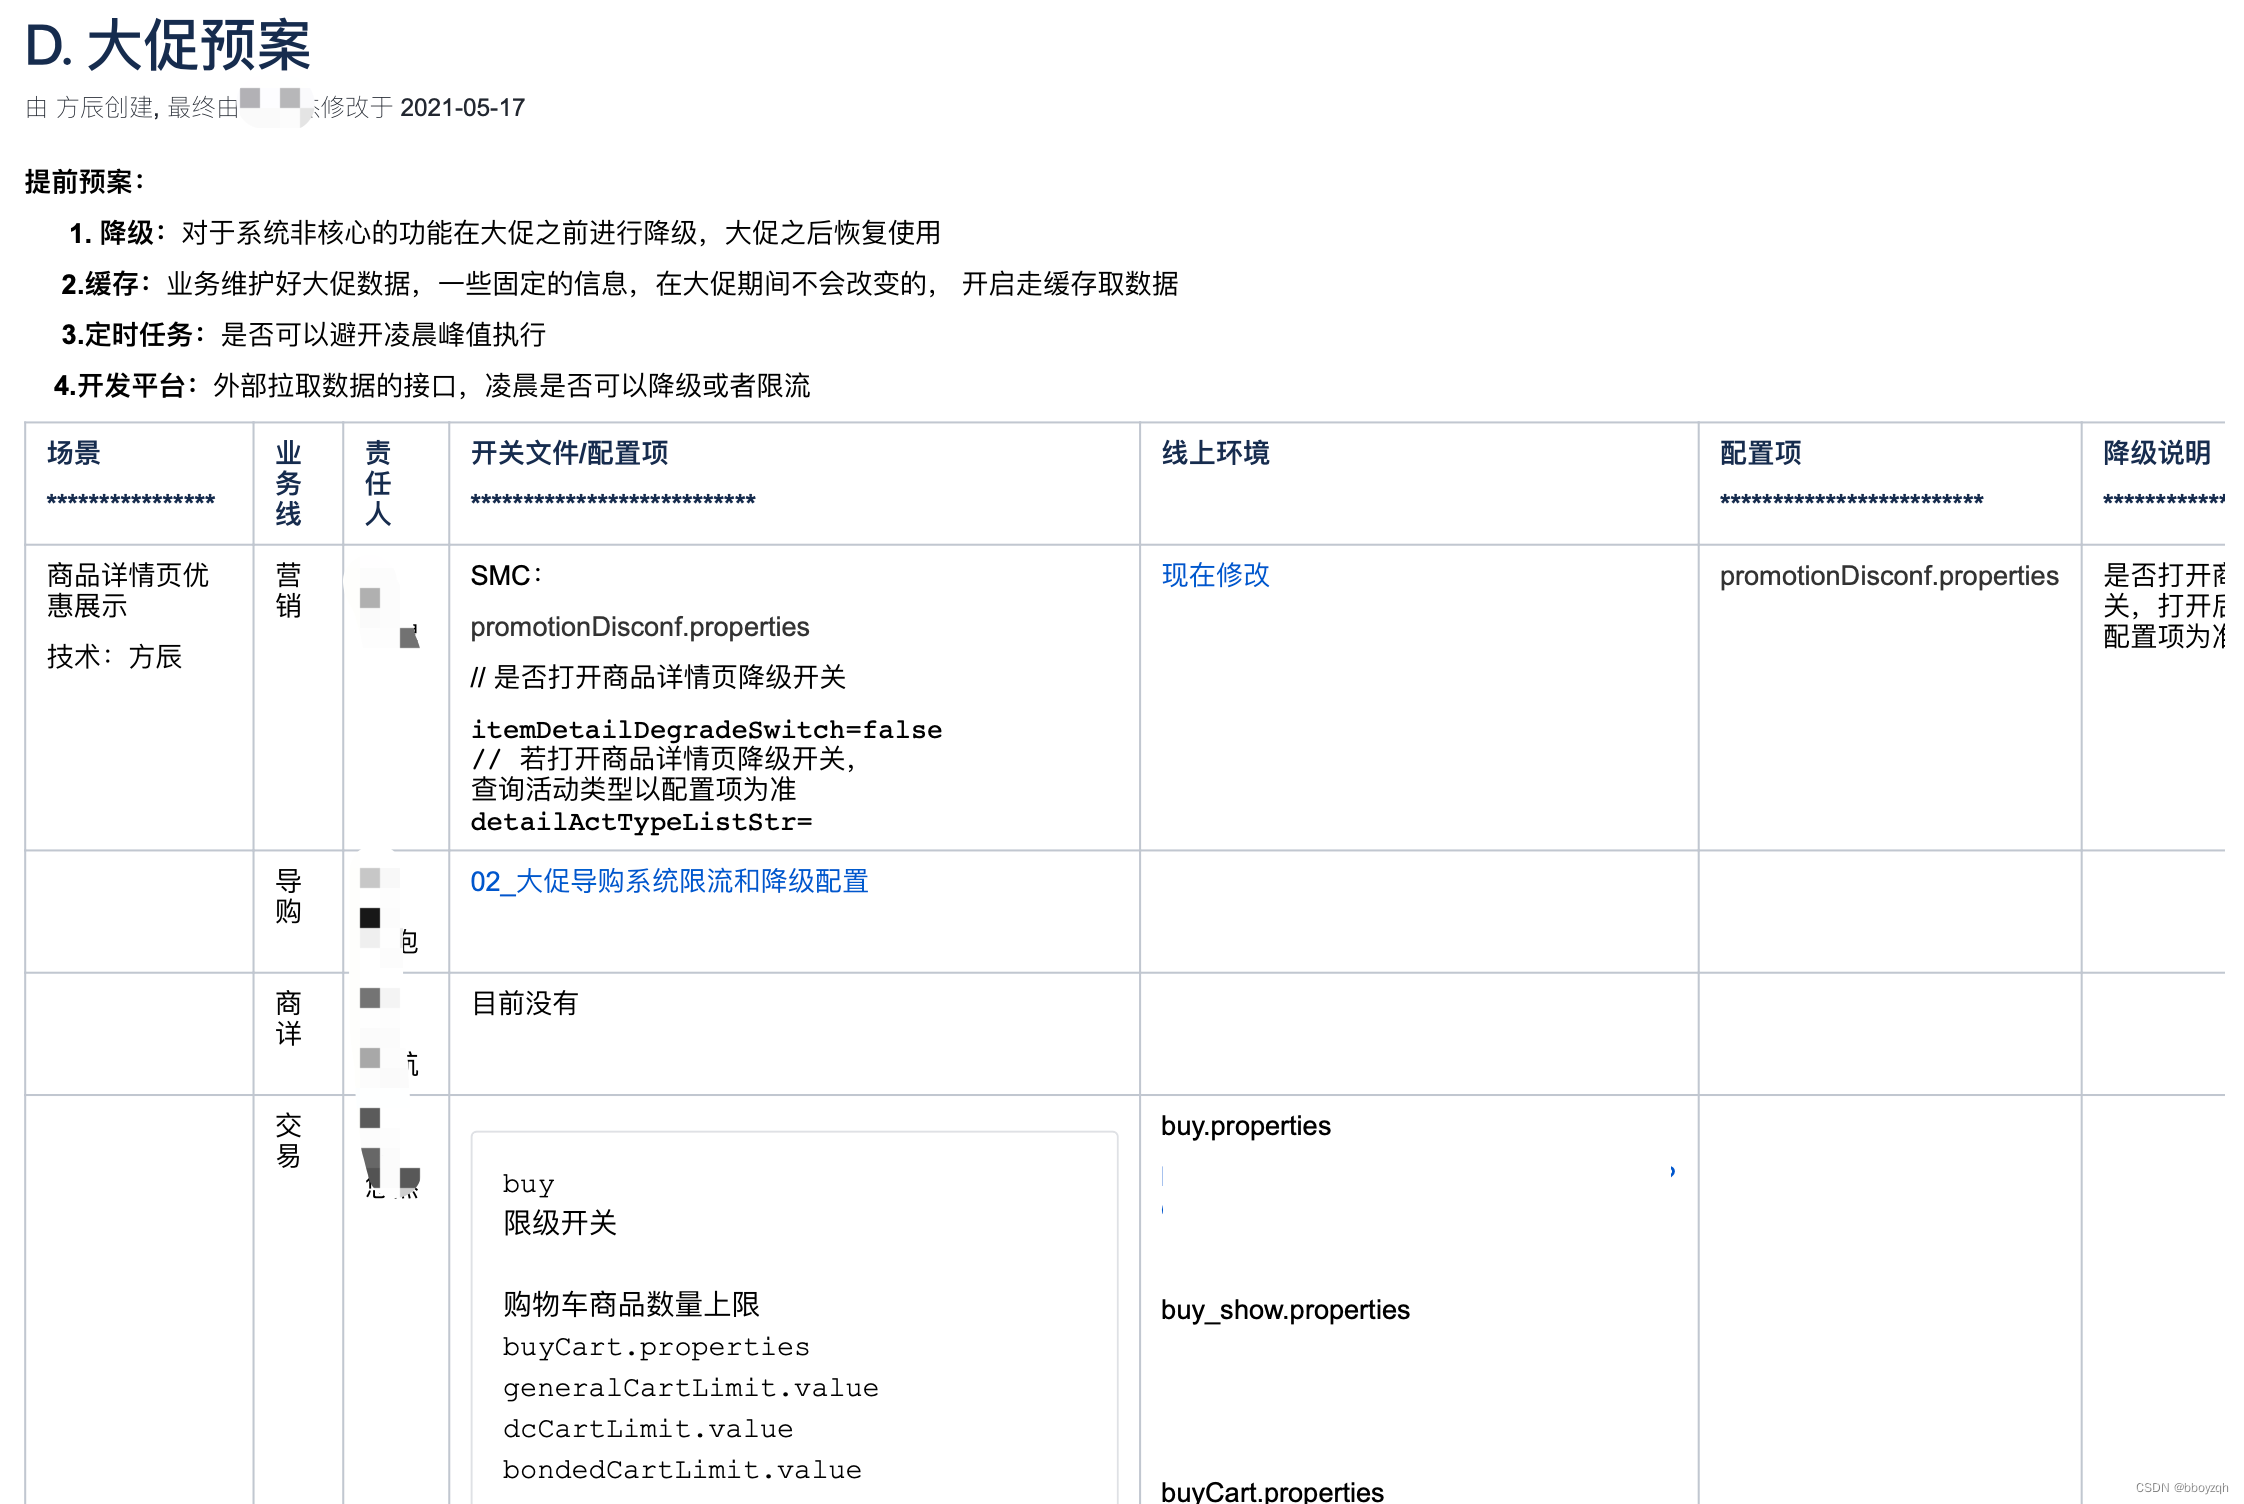 D. 大促预案
由 方辰创建, 最终由 修改于 2021-05-17
提前预案：
1. 降级：对于系统非核心的功能在大促之前进行降级，大促之后恢复使用
2.缓存：业务维护好大促数据，一些固定的信息，在大促期间不会改变的， 开启走缓存取数据
3.定时任务：是否可以避开凌晨峰值执行
4.开发平台：外部拉取数据的接口，凌晨是否可以降级或者限流
场景
****************
业
务
线
责
任
人
开关文件/配置项
***************************
线上环境
配置项
*************************
降级说明
************
商品详情页优
惠展示
技术：方辰
营
销
SMC：
promotionDisconf.properties
// 是否打开商品详情页降级开关
itemDetailDegradeSwitch=false
// 若打开商品详情页降级开关，
查询活动类型以配置项为准
detailActTypeListStr=
现在修改
promotionDisconf.properties
是否打开商
关，打开后
配置项为准
导
购
02_大促导购系统限流和降级配置
商
详
目前没有
交
易
buy
限级开关
购物车商品数量上限
buyCart.properties
generalCartLimit.value
dcCartLimit.value
bondedCartLimit.value
buy.properties
buy_show.properties
buyCart.properties
CSDN @bboyzqh